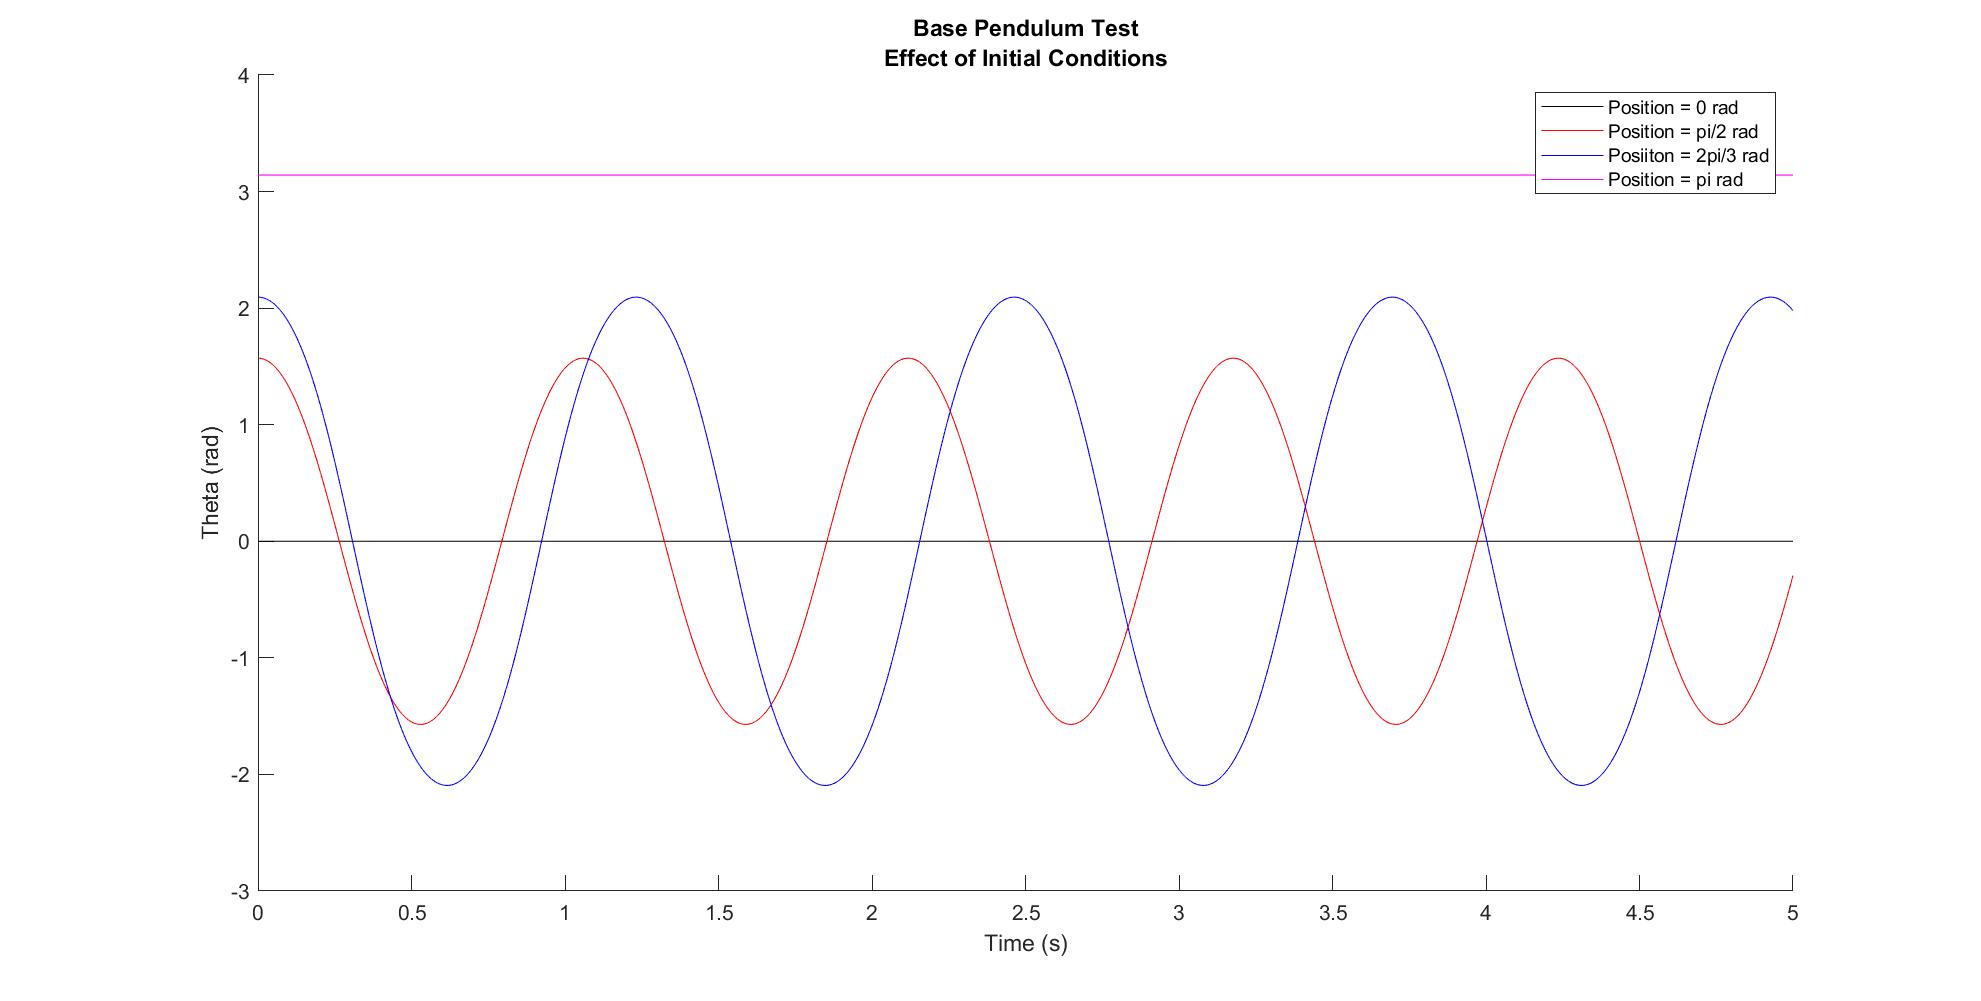 Base Pendulum Test
Effect of Initial Conditions
Position = 0 rad
Position = pi/2 rad
Posiiton = 2pi/3 rad
Position = pi rad
Theta (rad)
4
3
2
1
0
-1
-2
-3
0 0.5 1 1.5 2 2.5 3 3.5 4 4.5 5
Time (s)